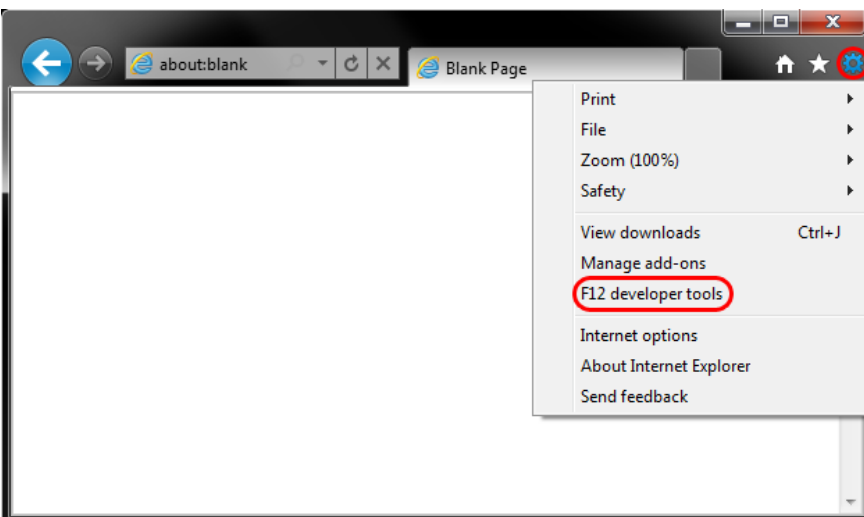 about:blank
Blank Page
Print
File
Zoom (100%)
Safety
View downloads Ctrl+J
Manage add-ons
F12 developer tools
Internet options
About Internet Explorer
Send feedback